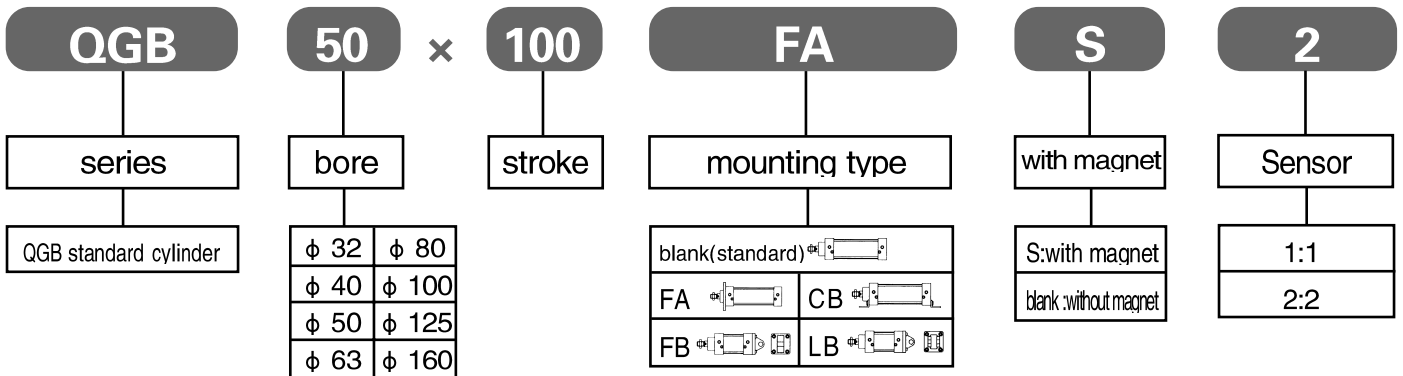 QGB 50 × 100 FA S 2
series bore stroke mounting type with magnet Sensor
QGB standard cylinder
ϕ 32 ϕ 80
ϕ 40 ϕ 100
ϕ 50 ϕ 125
ϕ 63 ϕ 160
blank(standard)
FA CB
FB LB
S:with magnet
blank :without magnet
1:1
2:2